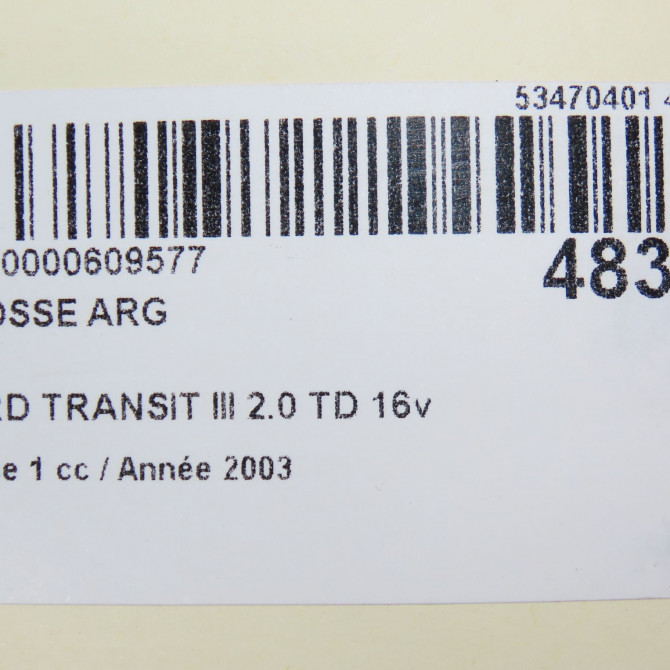 53470401 4
0000609577
483
OSSE ARG
RD TRANSIT III 2.0 TD 16v
e 1 cc / Année 2003